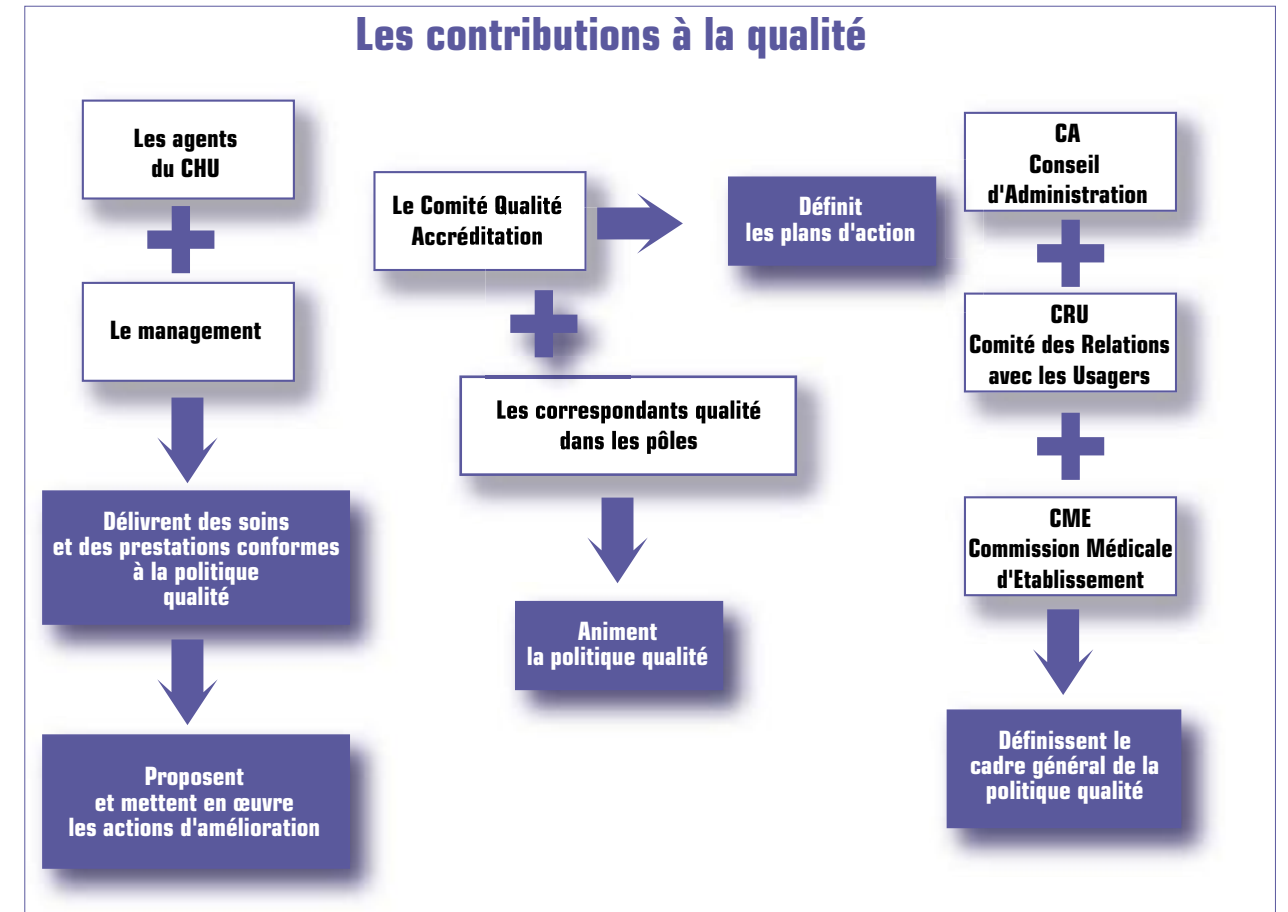 Les contributions à la qualité
Les agents
du CHU
Le management
Délivrent des soins
et des prestations conformes
à la politique
qualité
Proposent
et mettent en œuvre
les actions d'amélioration
Le Comité Qualité
Accréditation
Définit
les plans d'action
Les correspondants qualité
dans les pôles
Animent
la politique qualité
CA
Conseil
d'Administration
CRU
Comité des Relations
avec les Usagers
CME
Commission Médicale
d'Etablissement
Définissent le
cadre général de la
politique qualité